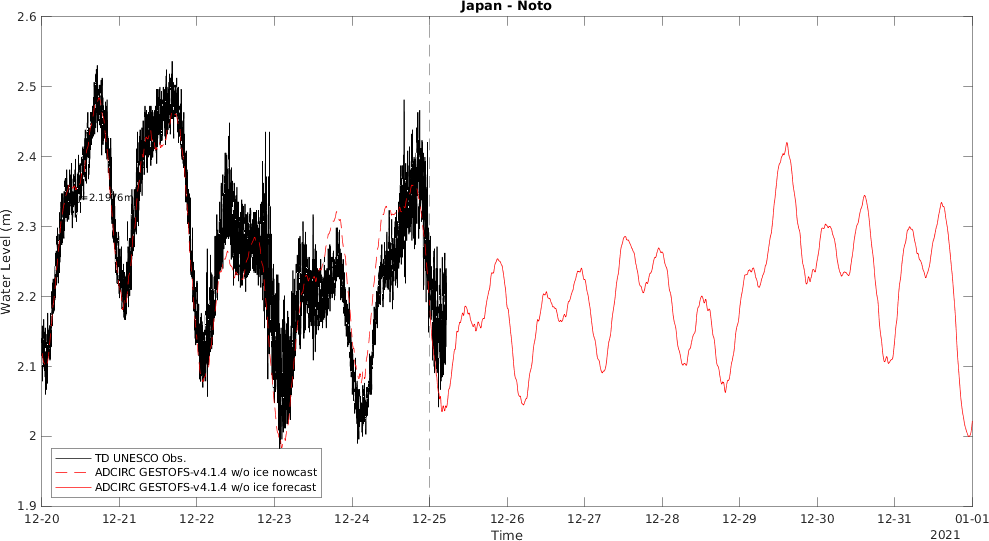 Japan - Noto
2.6
2.5
2.4
2.3
2.2
2.1
2
1.9
Water Level (m)
=2.1976m
TD UNESCO Obs.
ADCIRC GESTOFS-v4.1.4 w/o ice nowcast
ADCIRC GESTOFS-v4.1.4 w/o ice forecast
12-20 12-21 12-22 12-23 12-24 12-25 12-26 12-27 12-28 12-29 12-30 12-31 01-01
Time
2021